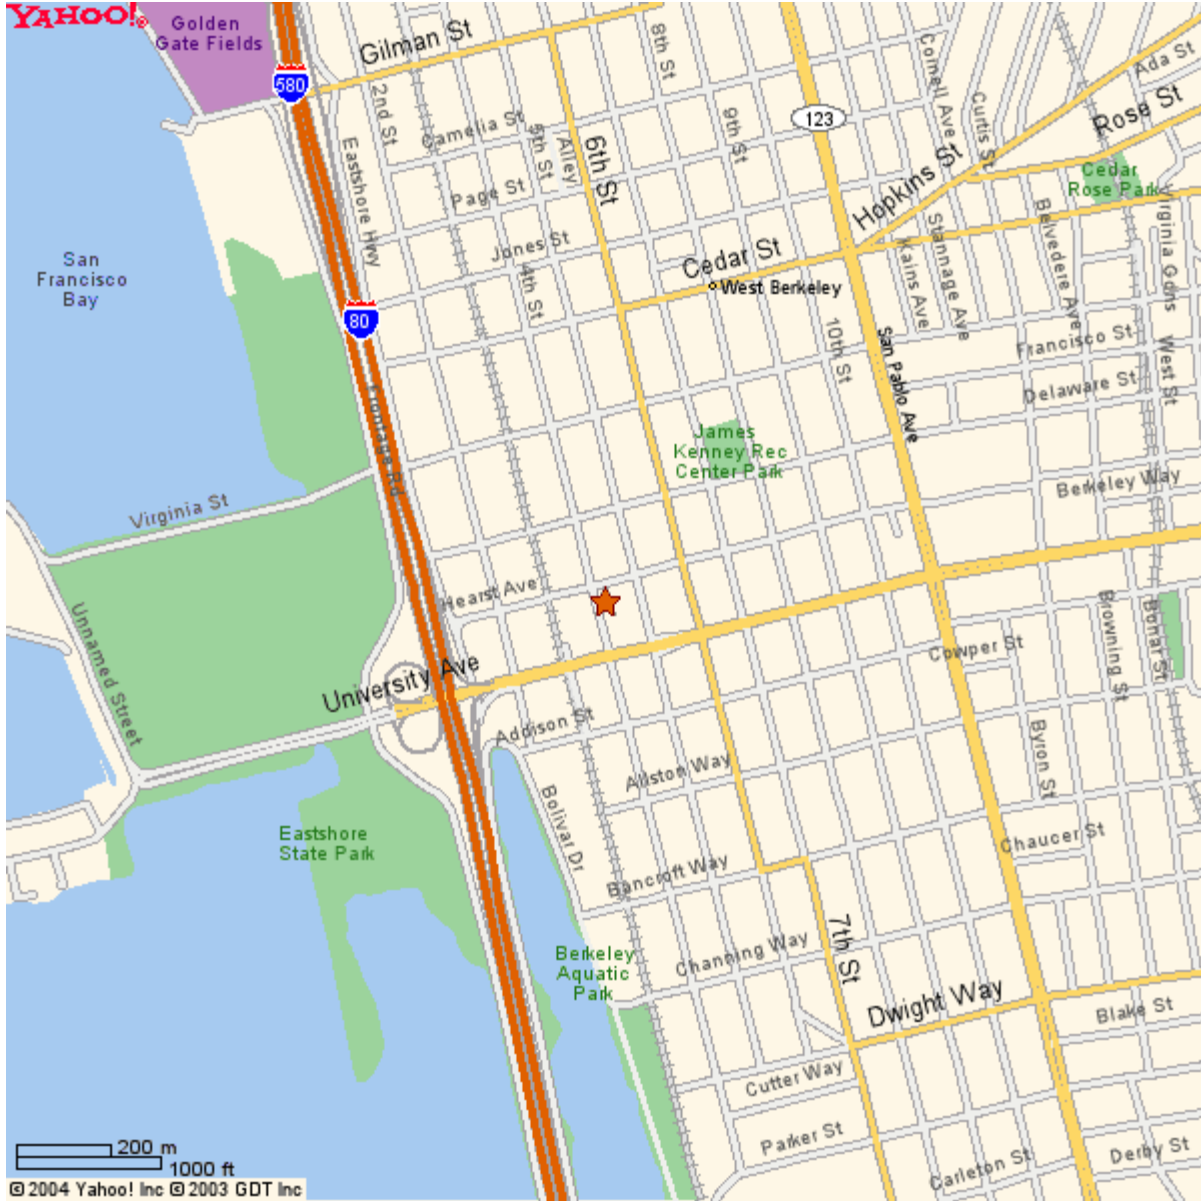 YAHOO!®
Golden
Gate Fields
580
Gilman St
8th St
123
Cornell Ave
Curtis St
Ada St
Rose St
2nd St
Camelia St
5th St
Alley
6th St
9th St
Eastshore Hwy
Page St
Jones St
Hopkins St
Cedar
Rose Park
San
Francisco
Bay
4th St
Cedar St
West Berkeley
Kains Ave
Stannage Ave
Belvedere Ave
Virginia Gdns
80
10th St
San Pablo Ave
Francisco St
West St
Delaware St
Frontage Rd
James
Kenney Rec
Center Park
Berkeley Way
Virginia St
Unnamed Street
Hearst Ave
University Ave
Addison St
Cowper St
Browning St
Bonar St
Byron St
Allston Way
Bolivar Dr
Eastshore
State Park
Chaucer St
Bancroft Way
Berkeley
Aquatic
Park
Channing Way
7th St
Dwight Way
Blake St
Cutter Way
Parker St
Carleton St
Derby St
200 m
1000 ft
© 2004 Yahoo! Inc © 2003 GDT Inc